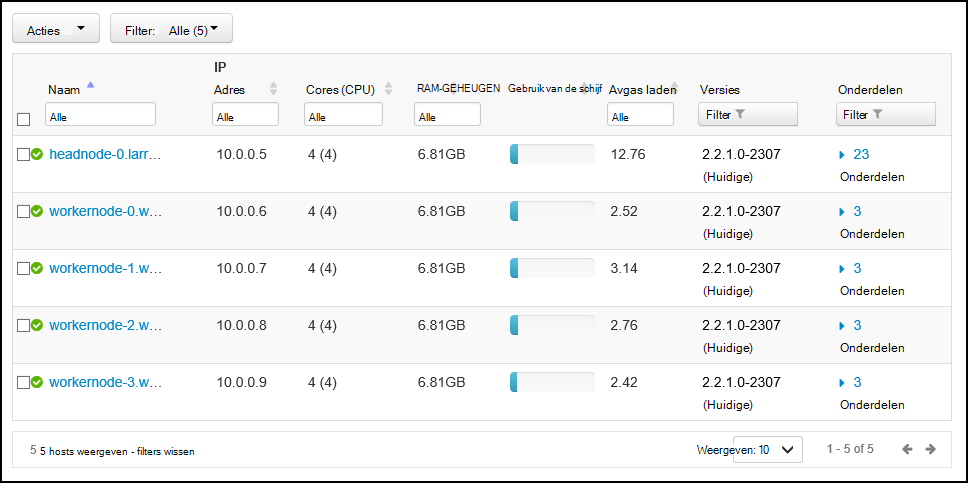 Acties Filter: Alle (5)
IP
Naam Adres Cores (CPU) RAM-GEHEUGEN Gebruik van de schijf Avgas laden Versies Onderdelen
Alle Alle Alle Alle Alle Filter Filter
headnode-0.larr... 10.0.0.5 4 (4) 6.81GB 12.76 2.2.1.0-2307 23
(Huidige) Onderdelen
workernode-0.w... 10.0.0.6 4 (4) 6.81GB 2.52 2.2.1.0-2307 3
(Huidige) Onderdelen
workernode-1.w... 10.0.0.7 4 (4) 6.81GB 3.14 2.2.1.0-2307 3
(Huidige) Onderdelen
workernode-2.w... 10.0.0.8 4 (4) 6.81GB 2.76 2.2.1.0-2307 3
(Huidige) Onderdelen
workernode-3.w... 10.0.0.9 4 (4) 6.81GB 2.42 2.2.1.0-2307 3
(Huidige) Onderdelen
5 5 hosts weergeven - filters wissen Weergeven: 10 1 - 5 of 5